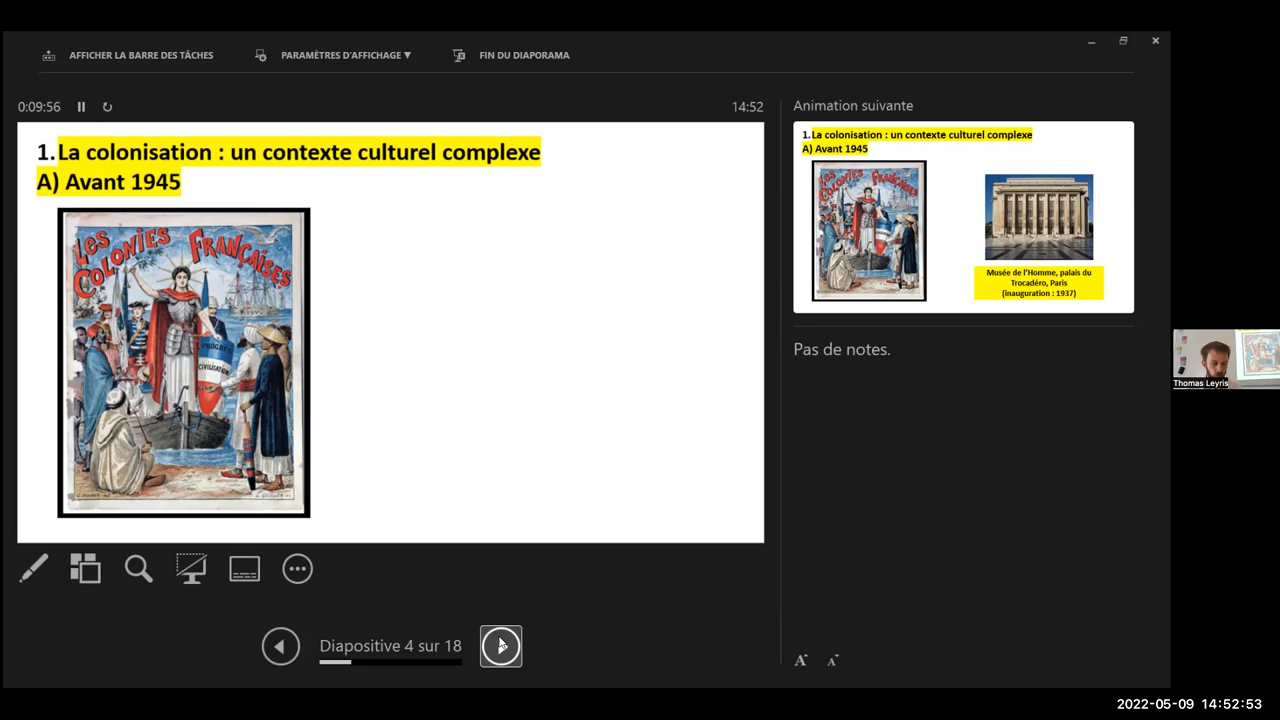 AFFICHER LA BARRE DES TÂCHES
PARAMÈTRES D'AFFICHAGE ▼
FIN DU DIAPORAMA
0:09:56
14:52
1. La colonisation : un contexte culturel complexe
A) Avant 1945
LES COLONIES FRANÇAISES
PROGRÈS
CIVILISATION
Diapositive 4 sur 18
Animation suivante
1. La colonisation : un contexte culturel complexe
A) Avant 1945
Les Colonies Françaises
Musée de l'Homme, palais du
Trocadéro, Paris
(inauguration : 1937)
Pas de notes.
Thomas Leyris
2022-05-09 14:52:53